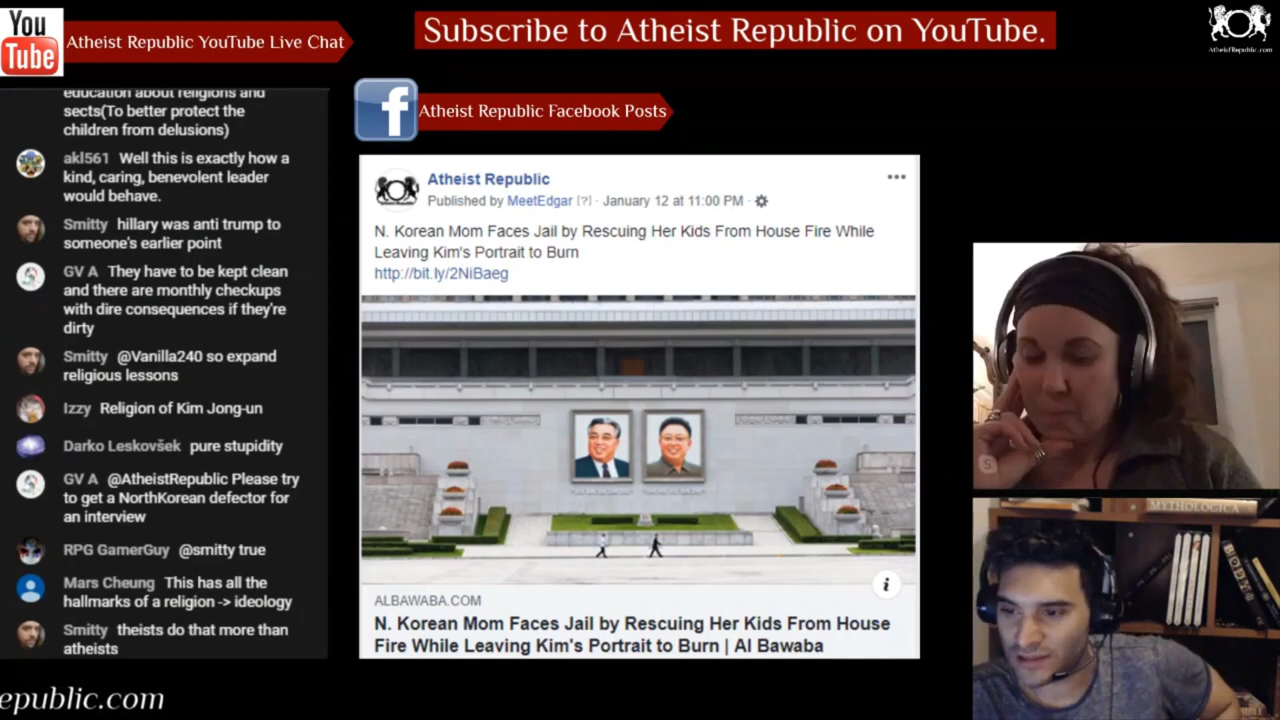 You
Tube
Atheist Republic YouTube Live Chat
Subscribe to Atheist Republic on YouTube.
AtheistRepublic.com
f
Atheist Republic Facebook Posts
education about religions and
sects(To better protect the
children from delusions)
akl561 Well this is exactly how a
kind, caring, benevolent leader
would behave.
Smitty hillary was anti trump to
someone's earlier point
GV A They have to be kept clean
and there are monthly checkups
with dire consequences if they're
dirty
Smitty @Vanilla240 so expand
religious lessons
Izzy Religion of Kim Jong-un
Darko Leskovšek pure stupidity
GV A @AtheistRepublic Please try
to get a NorthKorean defector for
an interview
RPG GamerGuy @smitty true
Mars Cheung This has all the
hallmarks of a religion -> ideology
Smitty theists do that more than
atheists
Atheist Republic
Published by MeetEdgar [?] · January 12 at 11:00 PM ·
N. Korean Mom Faces Jail by Rescuing Her Kids From House Fire While
Leaving Kim's Portrait to Burn
http://bit.ly/2NiBaeg
i
ALBAWABA.COM
N. Korean Mom Faces Jail by Rescuing Her Kids From House
Fire While Leaving Kim's Portrait to Burn | Al Bawaba
S
MYTHOLOGICA
epublic.com